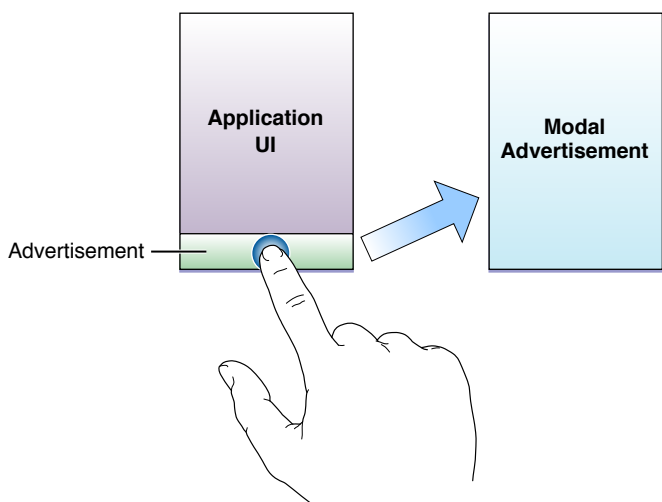 Application
UI
Modal
Advertisement
Advertisement